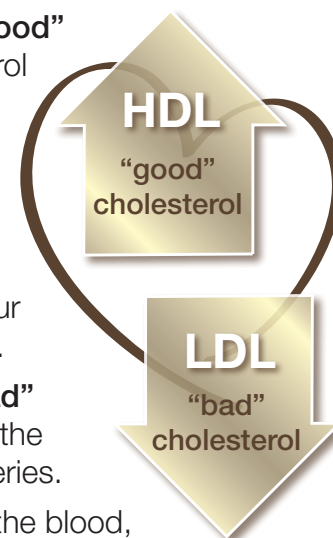 ood”
rol
HDL
“good”
cholesterol
ur
.
d”
the
eries.
the blood,
LDL
“bad”
cholesterol